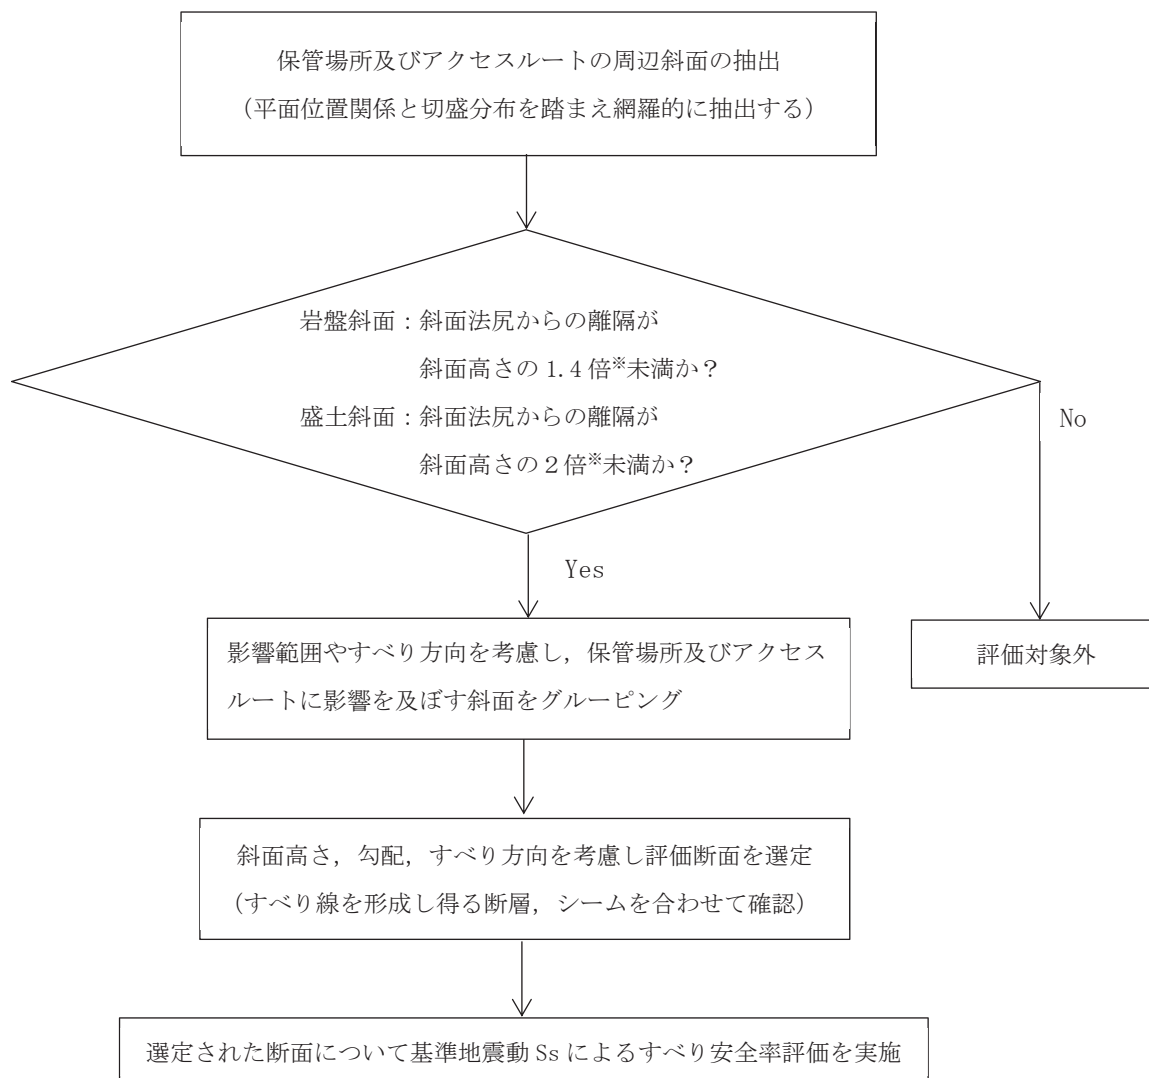 保管場所及びアクセスルートの周辺斜面の抽出
（平面位置関係と切盛分布を踏まえ網羅的に抽出する）
岩盤斜面：斜面法尻からの離隔が
斜面高さの 1.4 倍※未満か？
盛土斜面：斜面法尻からの離隔が
斜面高さの２倍※未満か？
No
Yes
影響範囲やすべり方向を考慮し，保管場所及びアクセス
ルートに影響を及ぼす斜面をグルーピング
評価対象外
斜面高さ，勾配，すべり方向を考慮し評価断面を選定
（すべり線を形成し得る断層，シームを合わせて確認）
選定された断面について基準地震動 Ss によるすべり安全率評価を実施